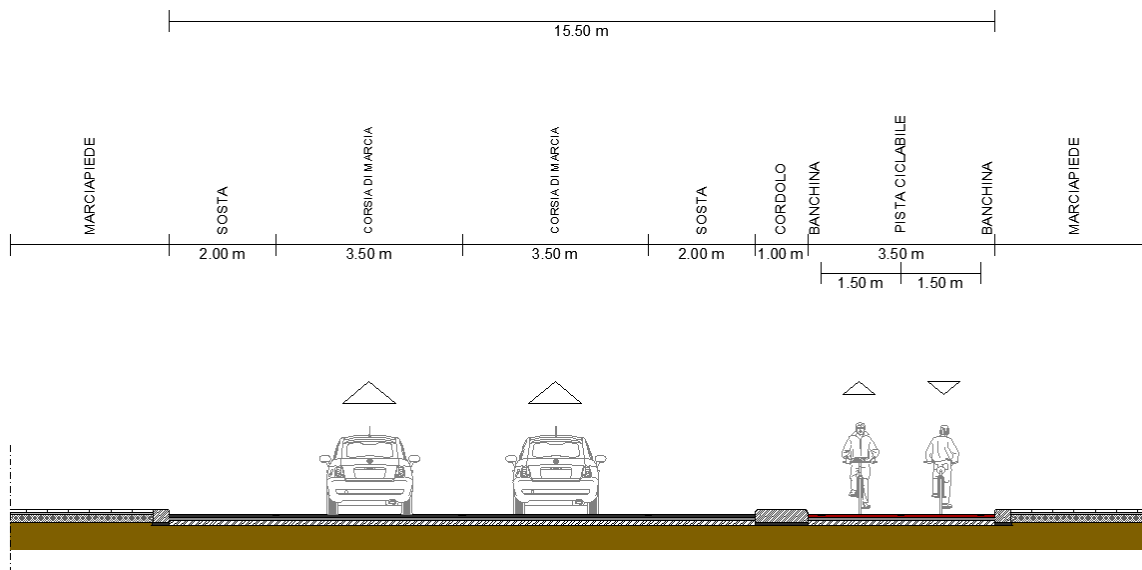 15.50 m
MARCIAPIEDE
SOSTA
CORSIA DI MARCIA
CORSIA DI MARCIA
SOSTA
CORDOLO
BANCHINA
PISTA CICLABILE
BANCHINA
MARCIAPIEDE
2.00 m
3.50 m
3.50 m
2.00 m
1.00 m
3.50 m
1.50 m
1.50 m